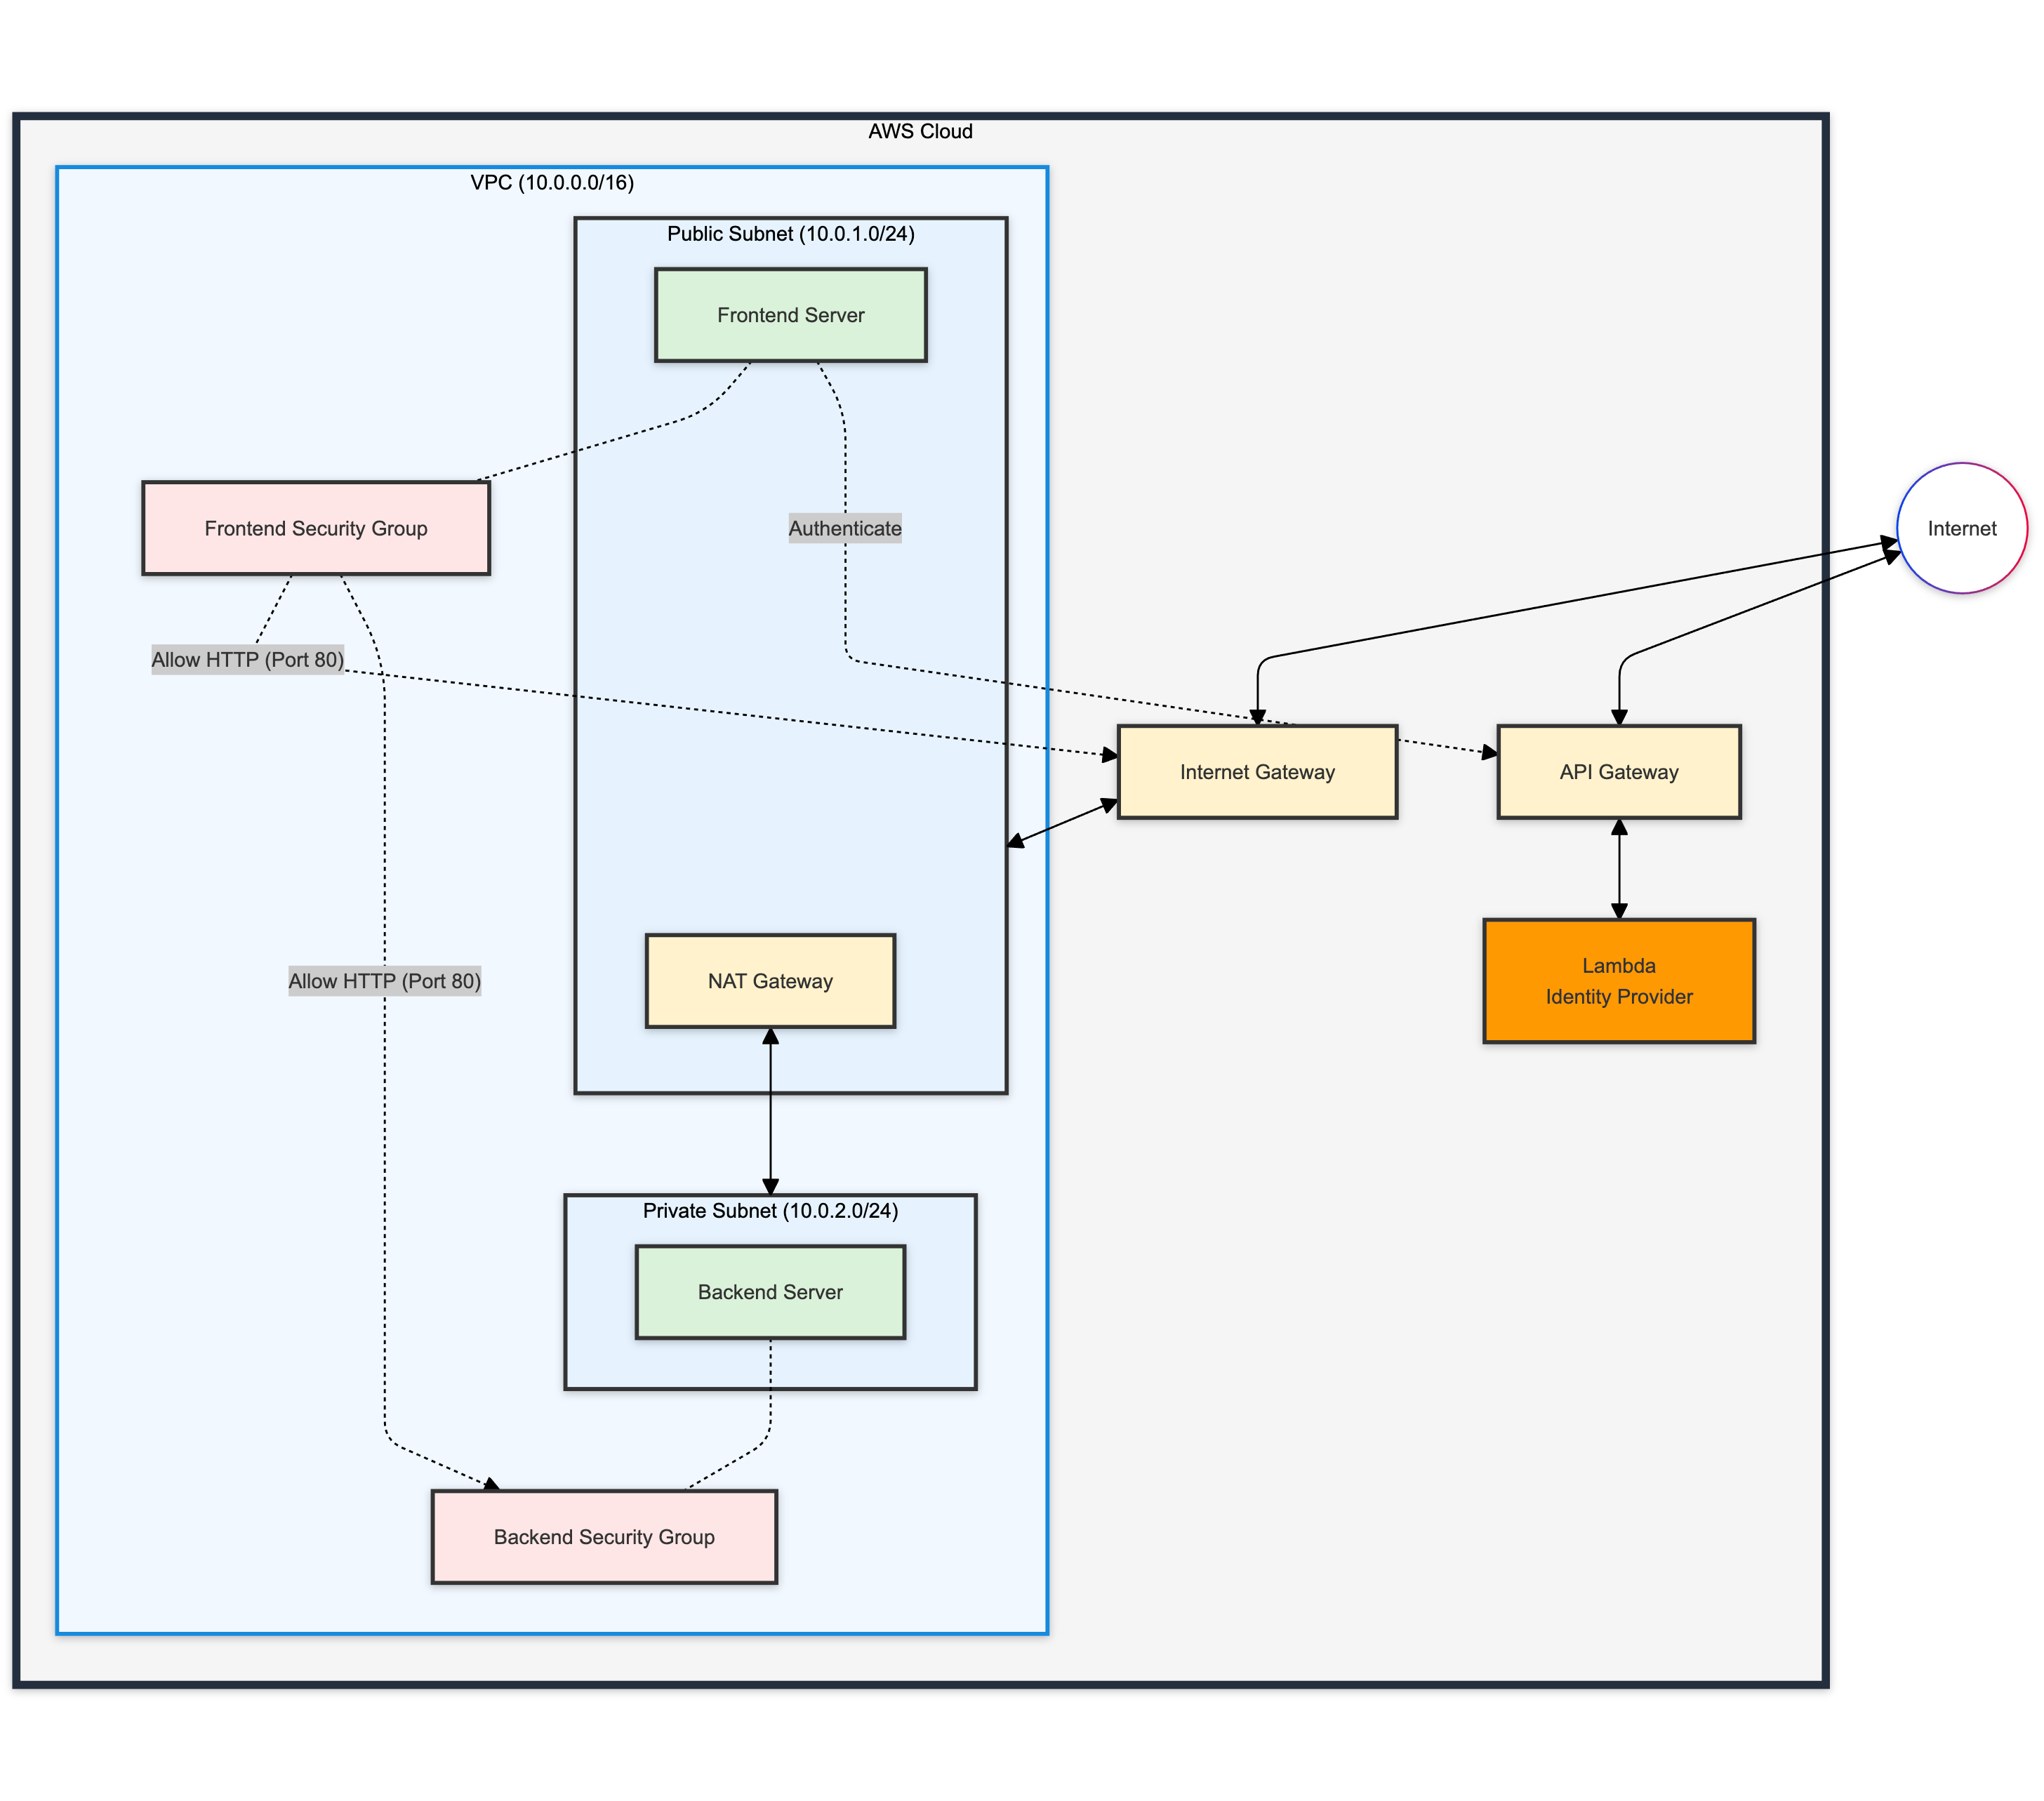 AWS Cloud
VPC (10.0.0.0/16)
Public Subnet (10.0.1.0/24)
Frontend Server
Frontend Security Group
Authenticate
Internet
Allow HTTP (Port 80)
Internet Gateway
API Gateway
Allow HTTP (Port 80)
NAT Gateway
Lambda
Identity Provider
Private Subnet (10.0.2.0/24)
Backend Server
Backend Security Group